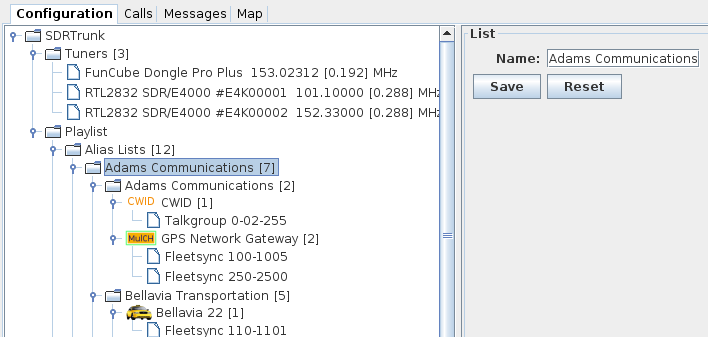 Configuration Calls Messages Map
SDRTrunk
Tuners [3]
FunCube Dongle Pro Plus 153.02312 [0.192] MHz
RTL2832 SDR/E4000 #E4K00001 101.10000 [0.288] MHz
RTL2832 SDR/E4000 #E4K00002 152.33000 [0.288] MHz
Playlist
Alias Lists [12]
Adams Communications [7]
Adams Communications [2]
CWID CWID [1]
Talkgroup 0-02-255
MulCH GPS Network Gateway [2]
Fleetsync 100-1005
Fleetsync 250-2500
Bellavia Transportation [5]
Bellavia 22 [1]
Fleetsync 110-1101
List
Name: Adams Communications
Save Reset